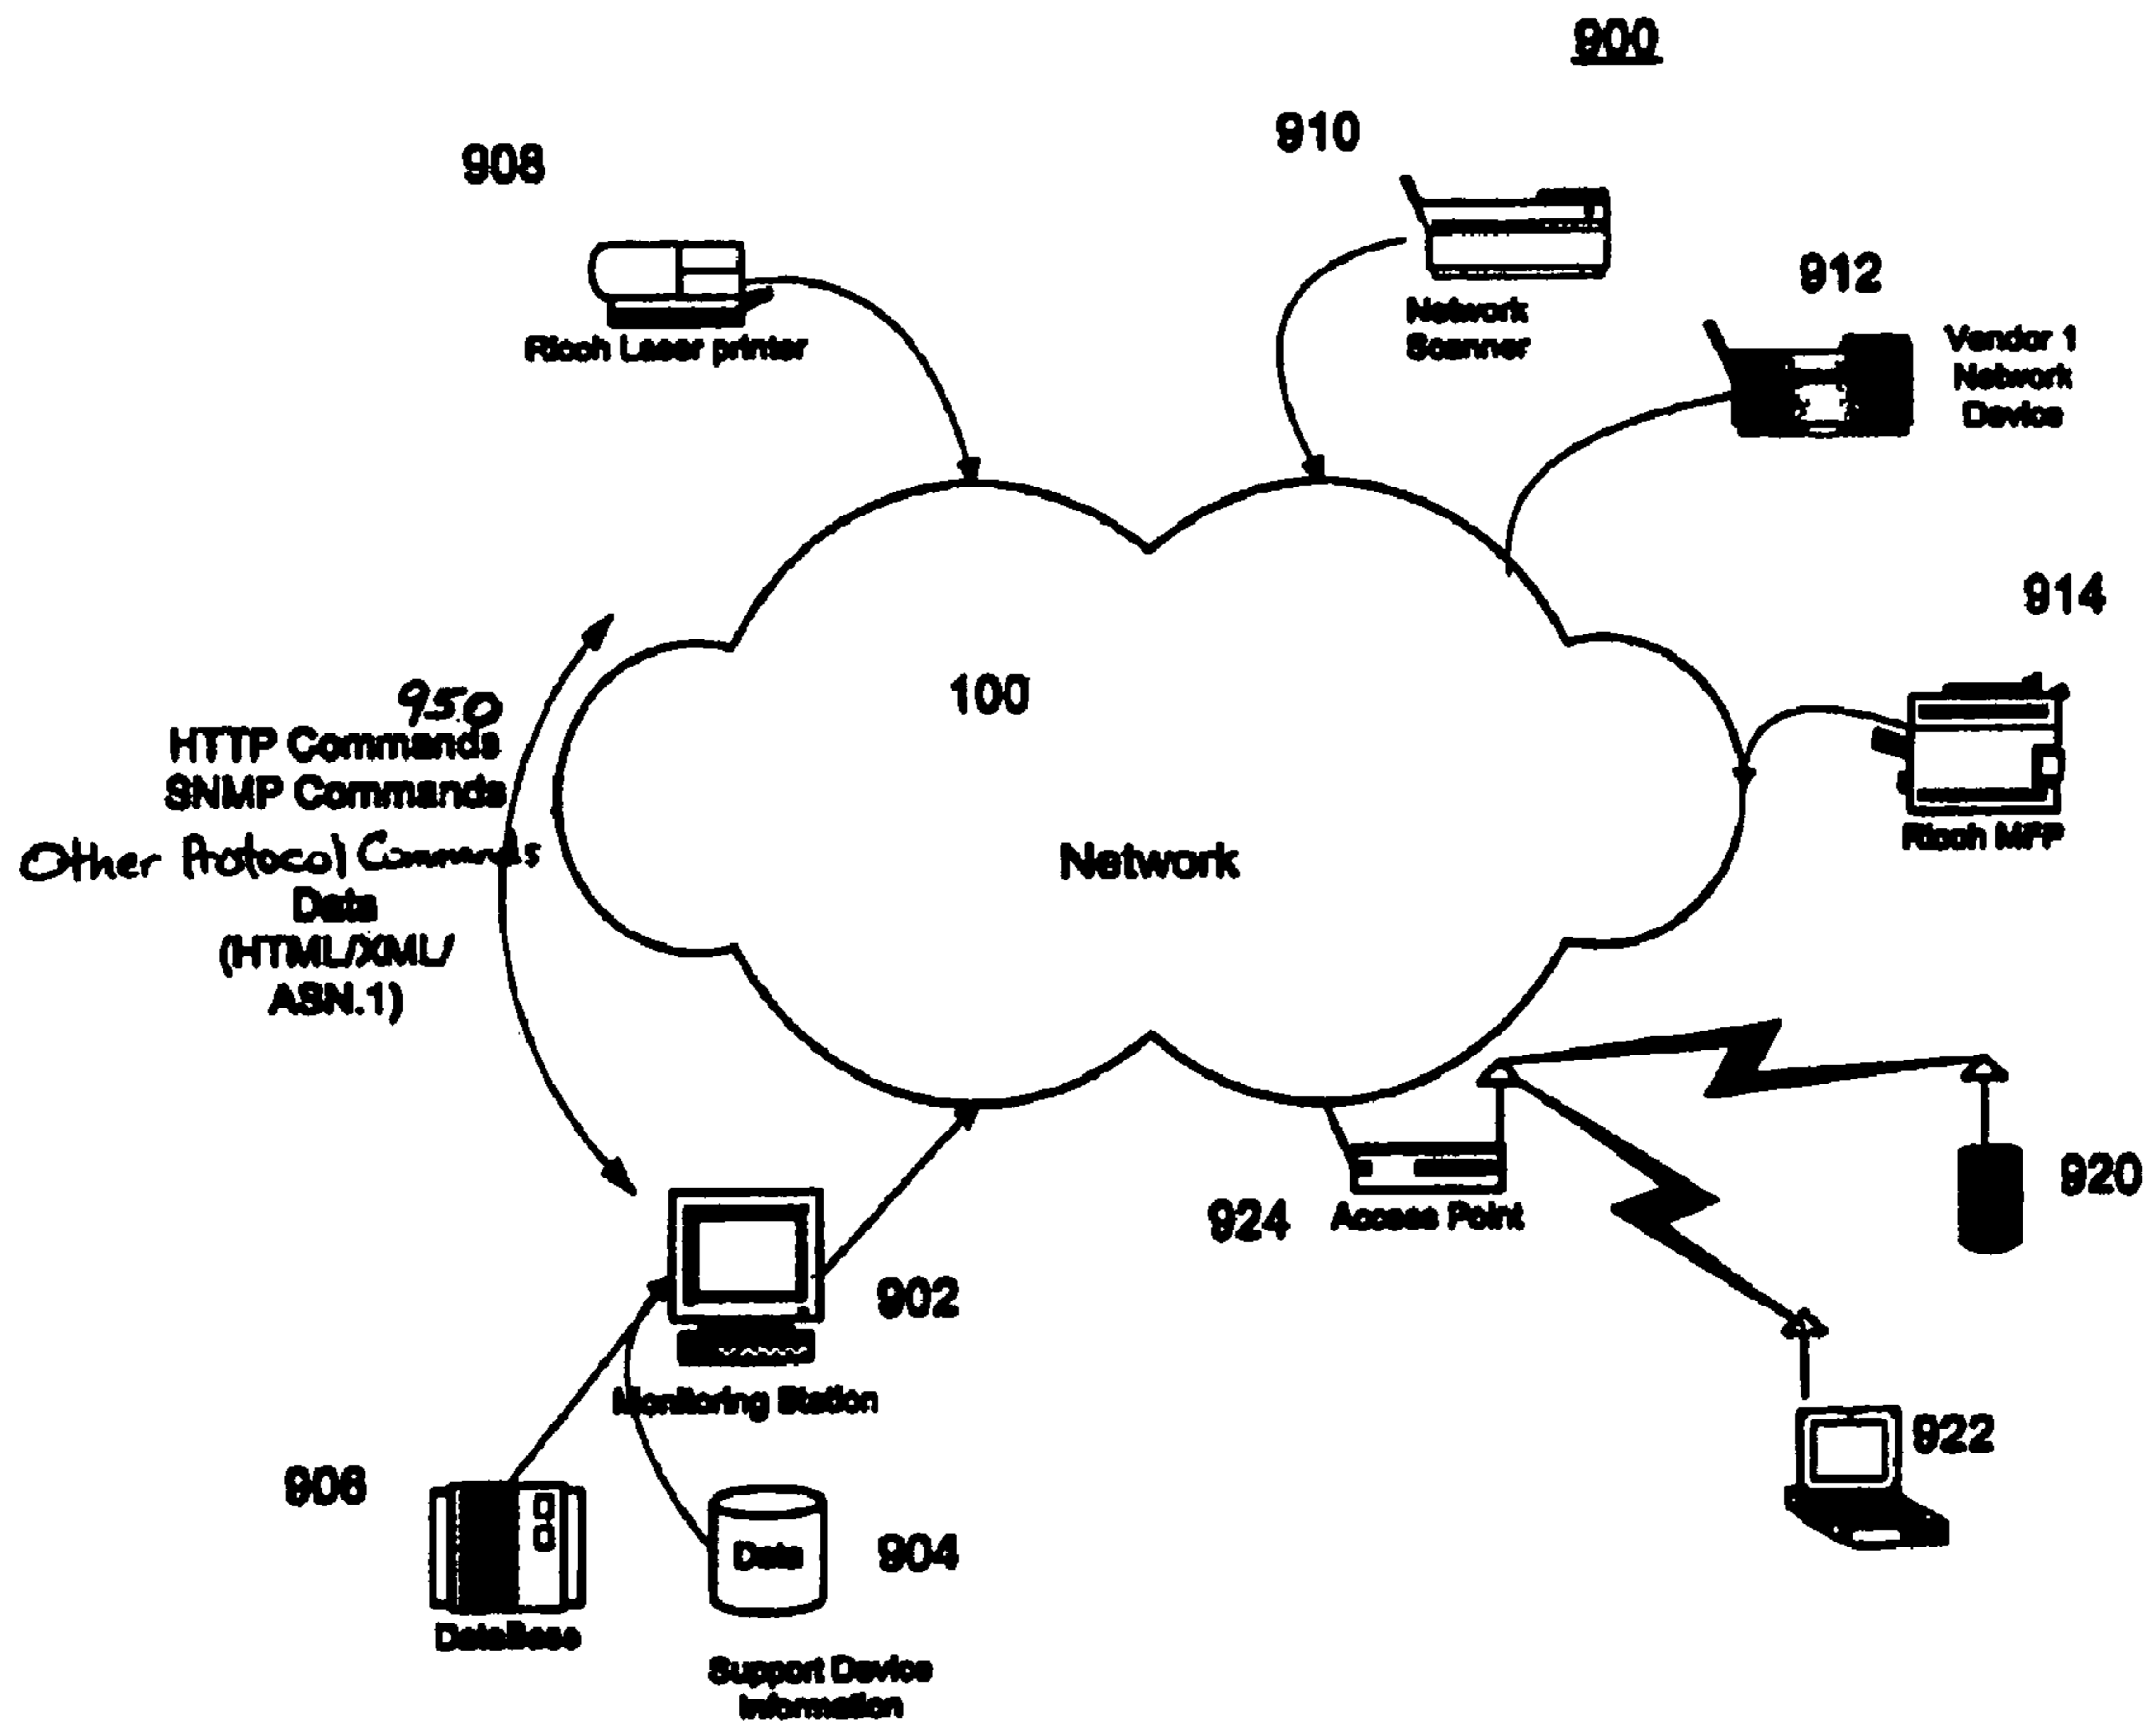 900
910
908
912
Network
Scanner
Vendor 1
Network
Device
Ricoh Laser printer
914
100
950
HTTP Commands
SNMP Commands
Other Protocol Commands
Data
(HTML/XML/
ASN.1)
Network
Ricoh MFP
920
924
Access Point
902
Monitoring Station
922
906
904
Data
DataBase
Support Device
Information